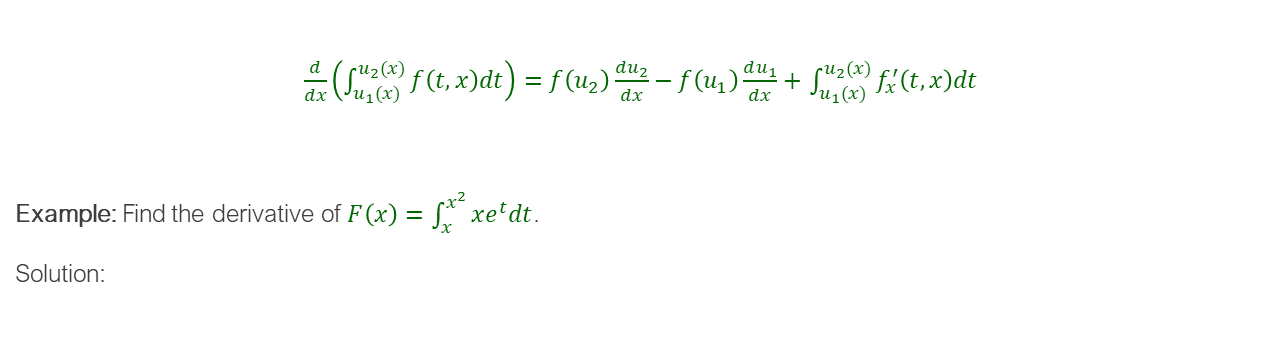 d/dx (∫_{u₁(x)}^{u₂(x)} f(t, x)dt) = f(u₂) du₂/dx − f(u₁) du₁/dx + ∫_{u₁(x)}^{u₂(x)} f′ₓ(t, x)dt
Example: Find the derivative of F(x) = ∫_x^{x²} xeᵗdt.
Solution: